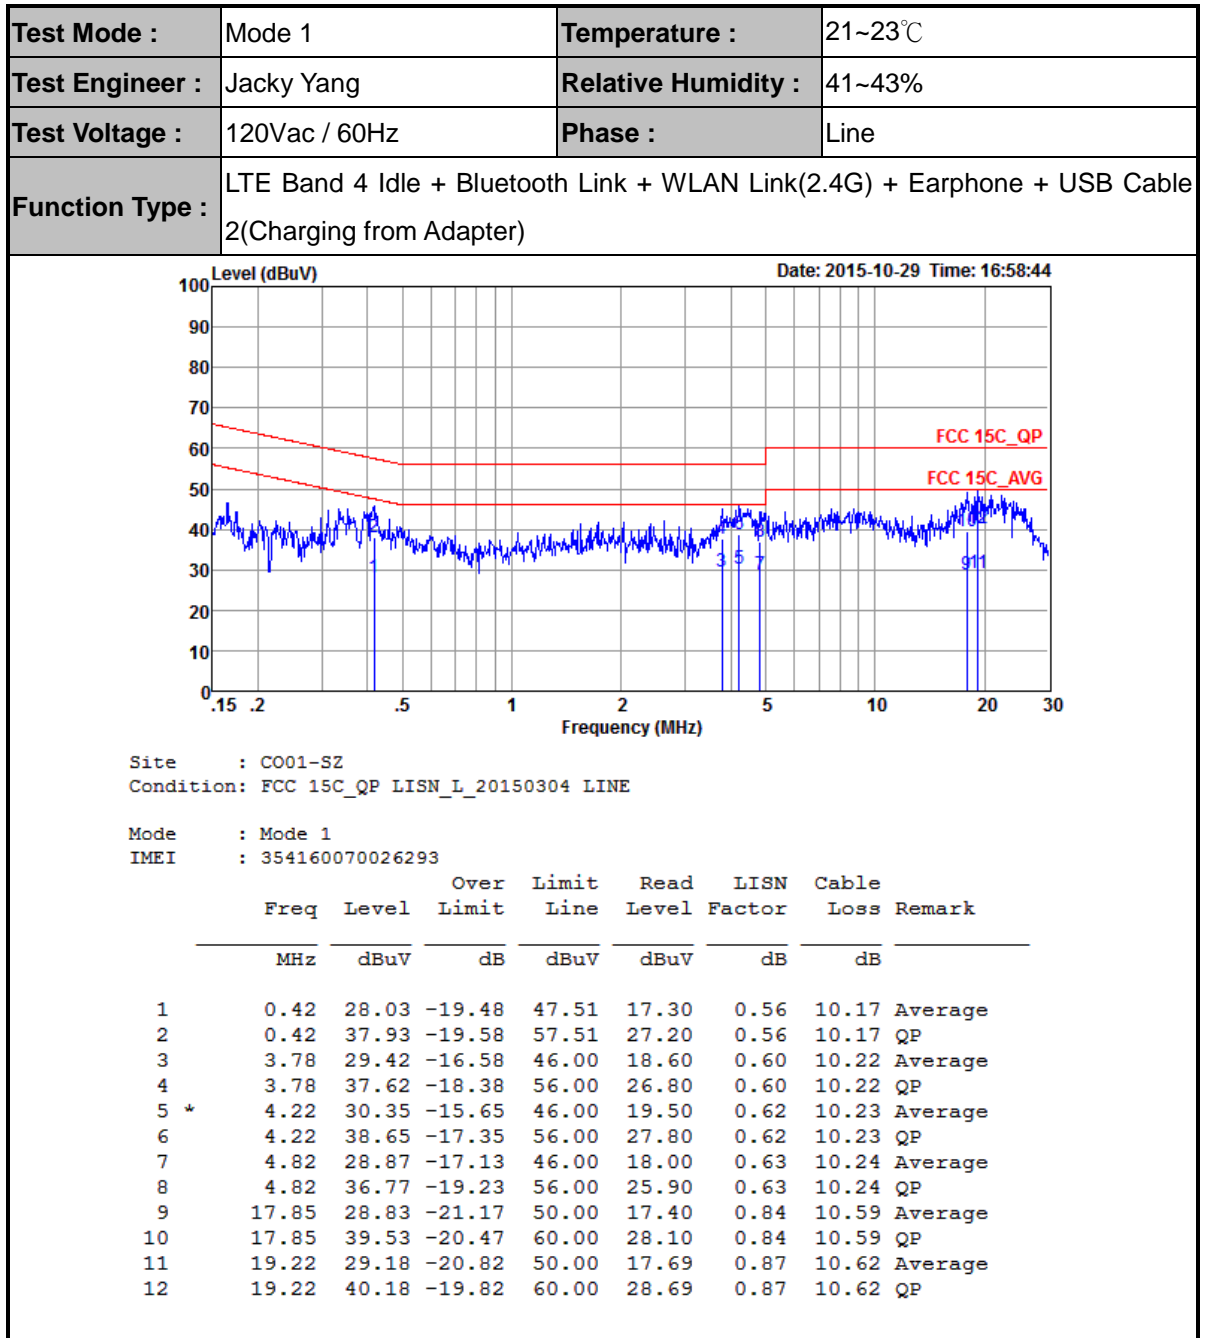 Test Mode : Mode 1 Temperature : 21~23℃
Test Engineer : Jacky Yang Relative Humidity : 41~43%
Test Voltage : 120Vac / 60Hz Phase : Line
Function Type : LTE Band 4 Idle + Bluetooth Link + WLAN Link(2.4G) + Earphone + USB Cable
2(Charging from Adapter)
Level (dBuV) Date: 2015-10-29 Time: 16:58:44
100
90
80
70
60 FCC 15C_QP
50 FCC 15C_AVG
40
30
20
10
0
.15 .2 .5 1 2 5 10 20 30
Frequency (MHz)
Site : CO01-SZ
Condition: FCC 15C_QP LISN_L_20150304 LINE
Mode : Mode 1
IMEI : 354160070026293
Over Limit Read LISN Cable
Freq Level Limit Line Level Factor Loss Remark
MHz dBuV dB dBuV dBuV dB dB
1 0.42 28.03 -19.48 47.51 17.30 0.56 10.17 Average
2 0.42 37.93 -19.58 57.51 27.20 0.56 10.17 QP
3 3.78 29.42 -16.58 46.00 18.60 0.60 10.22 Average
4 3.78 37.62 -18.38 56.00 26.80 0.60 10.22 QP
5 * 4.22 30.35 -15.65 46.00 19.50 0.62 10.23 Average
6 4.22 38.65 -17.35 56.00 27.80 0.62 10.23 QP
7 4.82 28.87 -17.13 46.00 18.00 0.63 10.24 Average
8 4.82 36.77 -19.23 56.00 25.90 0.63 10.24 QP
9 17.85 28.83 -21.17 50.00 17.40 0.84 10.59 Average
10 17.85 39.53 -20.47 60.00 28.10 0.84 10.59 QP
11 19.22 29.18 -20.82 50.00 17.69 0.87 10.62 Average
12 19.22 40.18 -19.82 60.00 28.69 0.87 10.62 QP